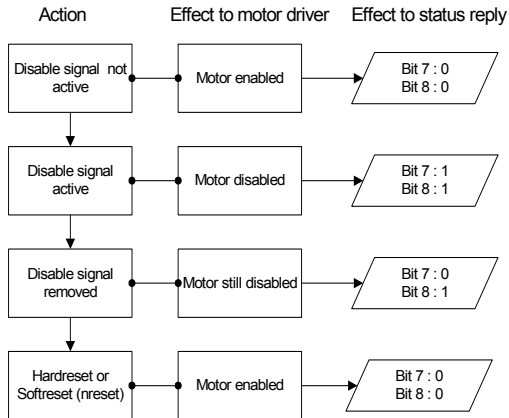 Action Effect to motor driver Effect to status reply
Disable signal not
active
Motor enabled
Bit 7 : 0
Bit 8 : 0
Disable signal
active
Motor disabled
Bit 7 : 1
Bit 8 : 1
Disable signal
removed
Motor still disabled
Bit 7 : 0
Bit 8 : 1
Hardreset or
Softreset (nreset)
Motor enabled
Bit 7 : 0
Bit 8 : 0